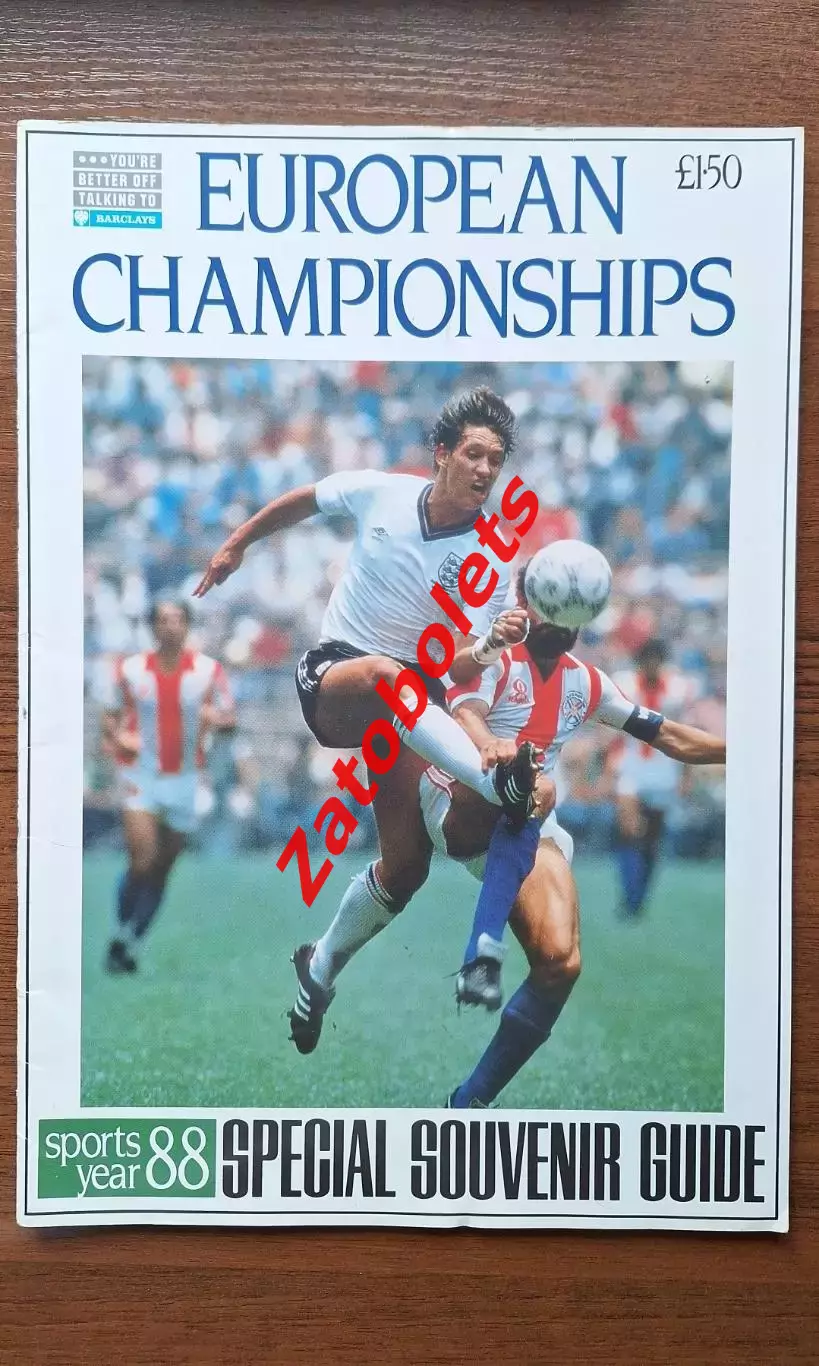 •••YOU'RE
BETTER OFF
TALKING TO
BARCLAYS
EUROPEAN
£1·50
CHAMPIONSHIPS
Zatobolets
sports
year 88
SPECIAL SOUVENIR GUIDE